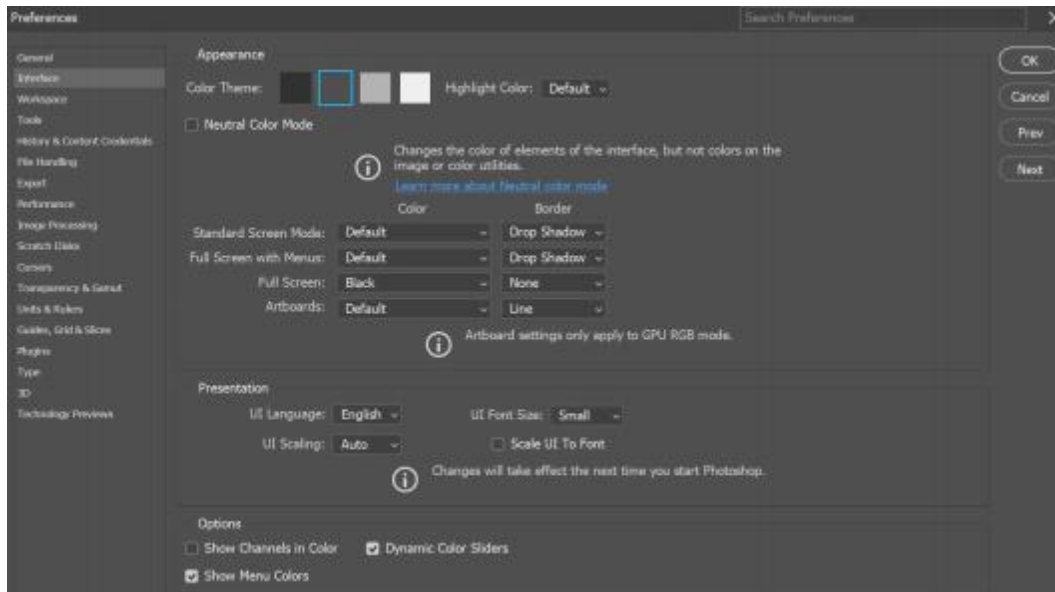 Preferences
Search Preferences
General
Interface
Workspace
Tools
History & Content Credentials
File Handling
Export
Performance
Image Processing
Scratch Disks
Cursors
Transparency & Gamut
Units & Rulers
Guides, Grid & Slices
Plugins
Type
3D
Technology Previews
Appearance
Color Theme:
Highlight Color: Default
Neutral Color Mode
Changes the color of elements of the interface, but not colors on the
image or color utilities.
Learn more about Neutral color mode
Color Border
Standard Screen Mode: Default Drop Shadow
Full Screen with Menus: Default Drop Shadow
Full Screen: Black None
Artboards: Default Line
Artboard settings only apply to GPU RGB mode.
Presentation
UI Language: English UI Font Size: Small
UI Scaling: Auto Scale UI To Font
Changes will take effect the next time you start Photoshop.
Options
Show Channels in Color Dynamic Color Sliders
Show Menu Colors
OK
Cancel
Prev
Next